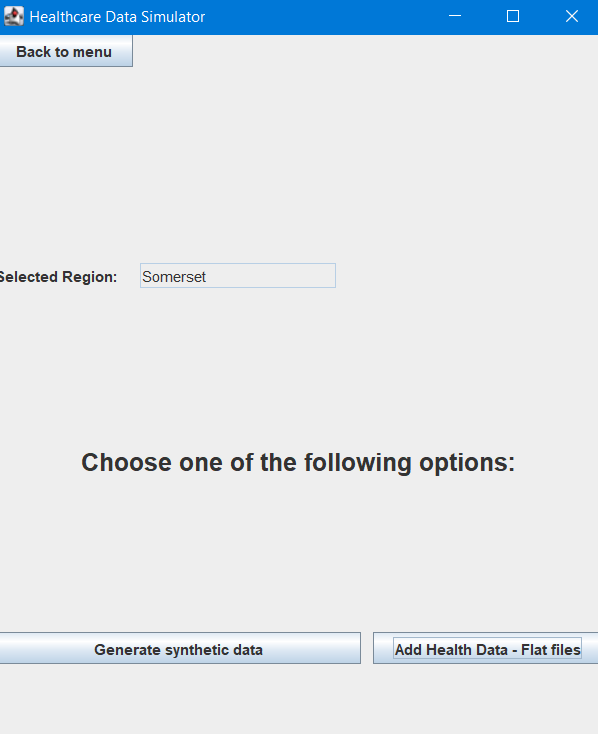 Healthcare Data Simulator
Back to menu
Selected Region:
Somerset
Choose one of the following options:
Generate synthetic data
Add Health Data - Flat files